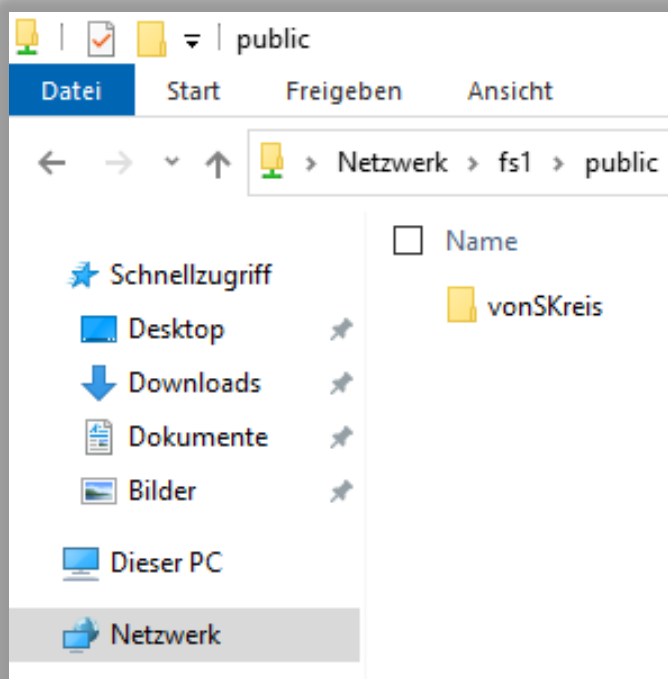 public
Datei Start Freigeben Ansicht
Netzwerk > fs1 > public
Name
vonSKreis
Schnellzugriff
Desktop
Downloads
Dokumente
Bilder
Dieser PC
Netzwerk